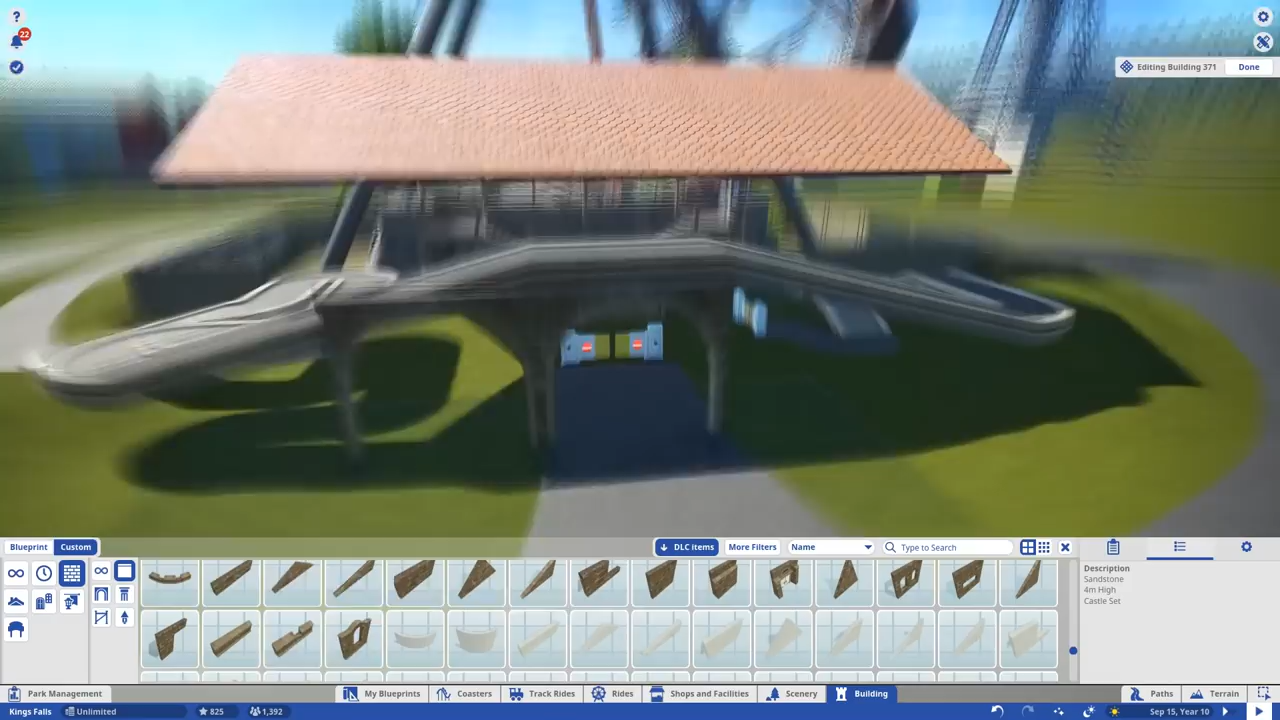 ?
22
Editing Building 371
Done
Blueprint
Custom
DLC items
More Filters
Name
Type to Search
Description
Sandstone
4m High
Castle Set
Park Management
My Blueprints
Coasters
Track Rides
Rides
Shops and Facilities
Scenery
Building
Paths
Terrain
Kings Falls
Unlimited
825
1,392
Sep 15, Year 10